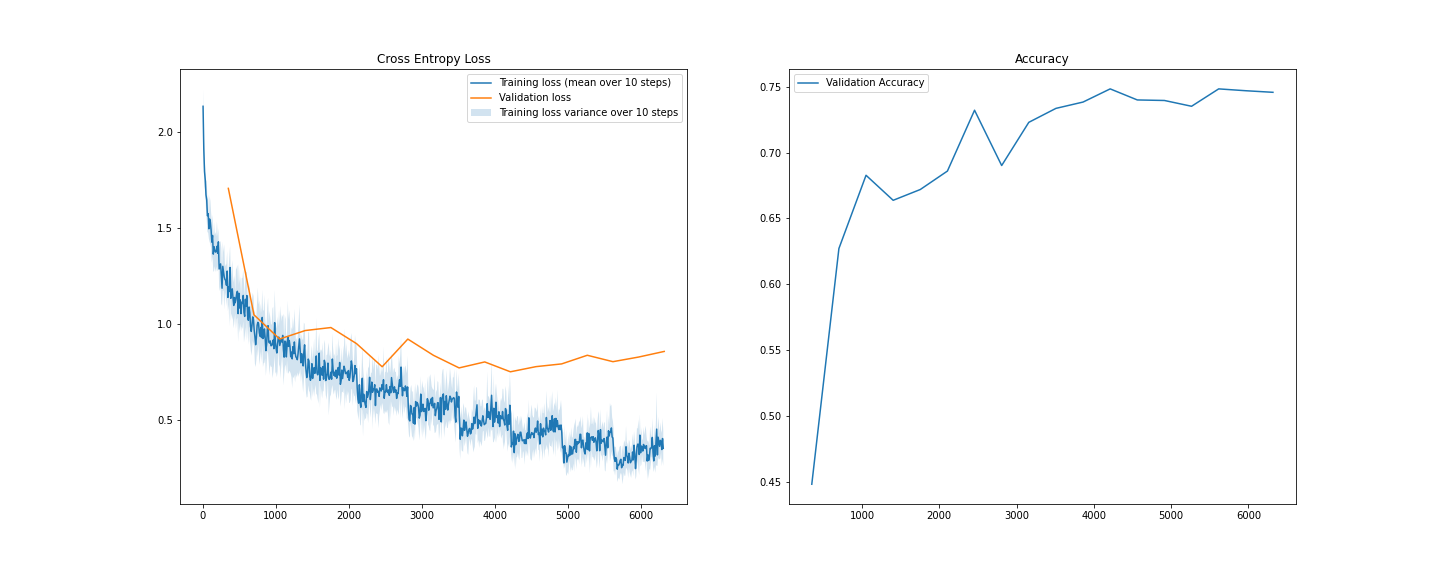 Cross Entropy Loss
Training loss (mean over 10 steps)
Validation loss
Training loss variance over 10 steps
2.0
1.5
1.0
0.5
0 1000 2000 3000 4000 5000 6000
Accuracy
Validation Accuracy
0.75
0.70
0.65
0.60
0.55
0.50
0.45
1000 2000 3000 4000 5000 6000